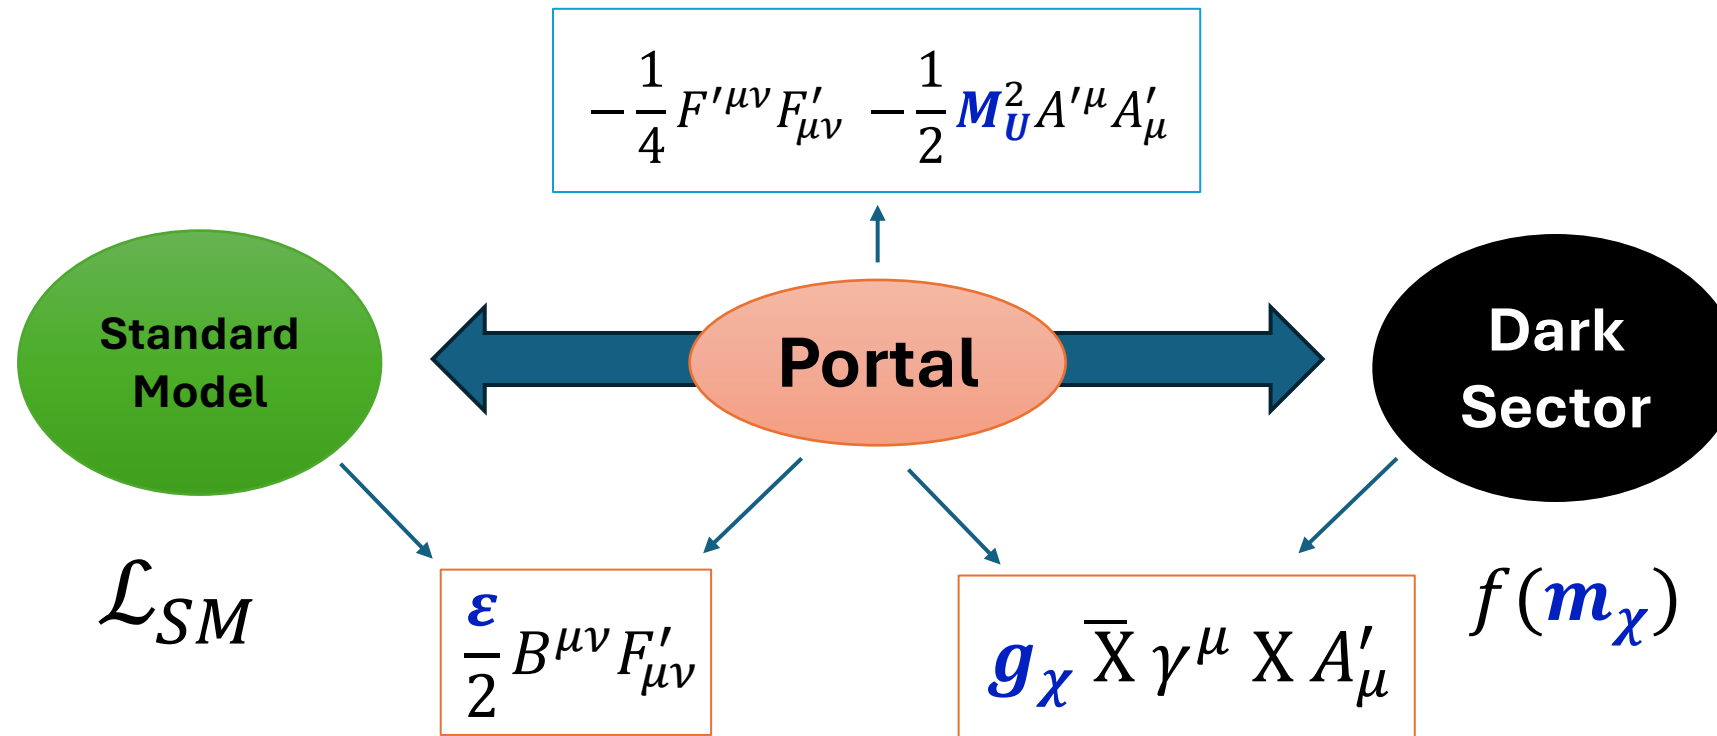 −1/4 F′^{μν} F′_{μν} −1/2 M_U^2 A′^μ A′_μ
Standard
Model
Portal
Dark
Sector
ℒ_{SM}
ε/2 B^{μν} F′_{μν}
g_χ X̅ γ^μ X A′_μ
f(m_χ)